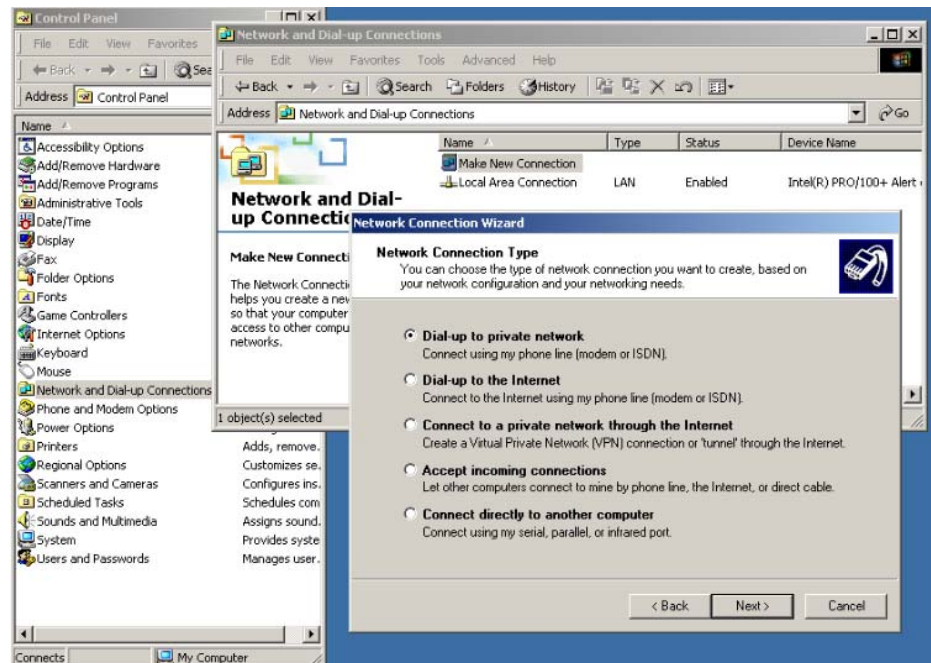 Control Panel
File Edit View Favorites
Back Sea
Address Control Panel
Name
Accessibility Options
Add/Remove Hardware
Add/Remove Programs
Administrative Tools
Date/Time
Display
Fax
Folder Options
Fonts
Game Controllers
Internet Options
Keyboard
Mouse
Network and Dial-up Connections
Phone and Modem Options
Power Options
Printers Adds, remove.
Regional Options Customizes se.
Scanners and Cameras Configures ins.
Scheduled Tasks Schedules com
Sounds and Multimedia Assigns sound.
System Provides syste
Users and Passwords Manages user.
Connects My Computer
Network and Dial-up Connections
File Edit View Favorites Tools Advanced Help
Back Search Folders History
Address Network and Dial-up Connections Go
Network and Dial-
up Connectio
Make New Connecti
The Network Connecti
helps you create a new
so that your computer
access to other compu
networks.
Name Type Status Device Name
Make New Connection
Local Area Connection LAN Enabled Intel(R) PRO/100+ Alert
1 object(s) selected
Network Connection Wizard
Network Connection Type
You can choose the type of network connection you want to create, based on
your network configuration and your networking needs.
Dial-up to private network
Connect using my phone line (modem or ISDN).
Dial-up to the Internet
Connect to the Internet using my phone line (modem or ISDN).
Connect to a private network through the Internet
Create a Virtual Private Network (VPN) connection or 'tunnel' through the Internet.
Accept incoming connections
Let other computers connect to mine by phone line, the Internet, or direct cable.
Connect directly to another computer
Connect using my serial, parallel, or infrared port.
< Back Next > Cancel